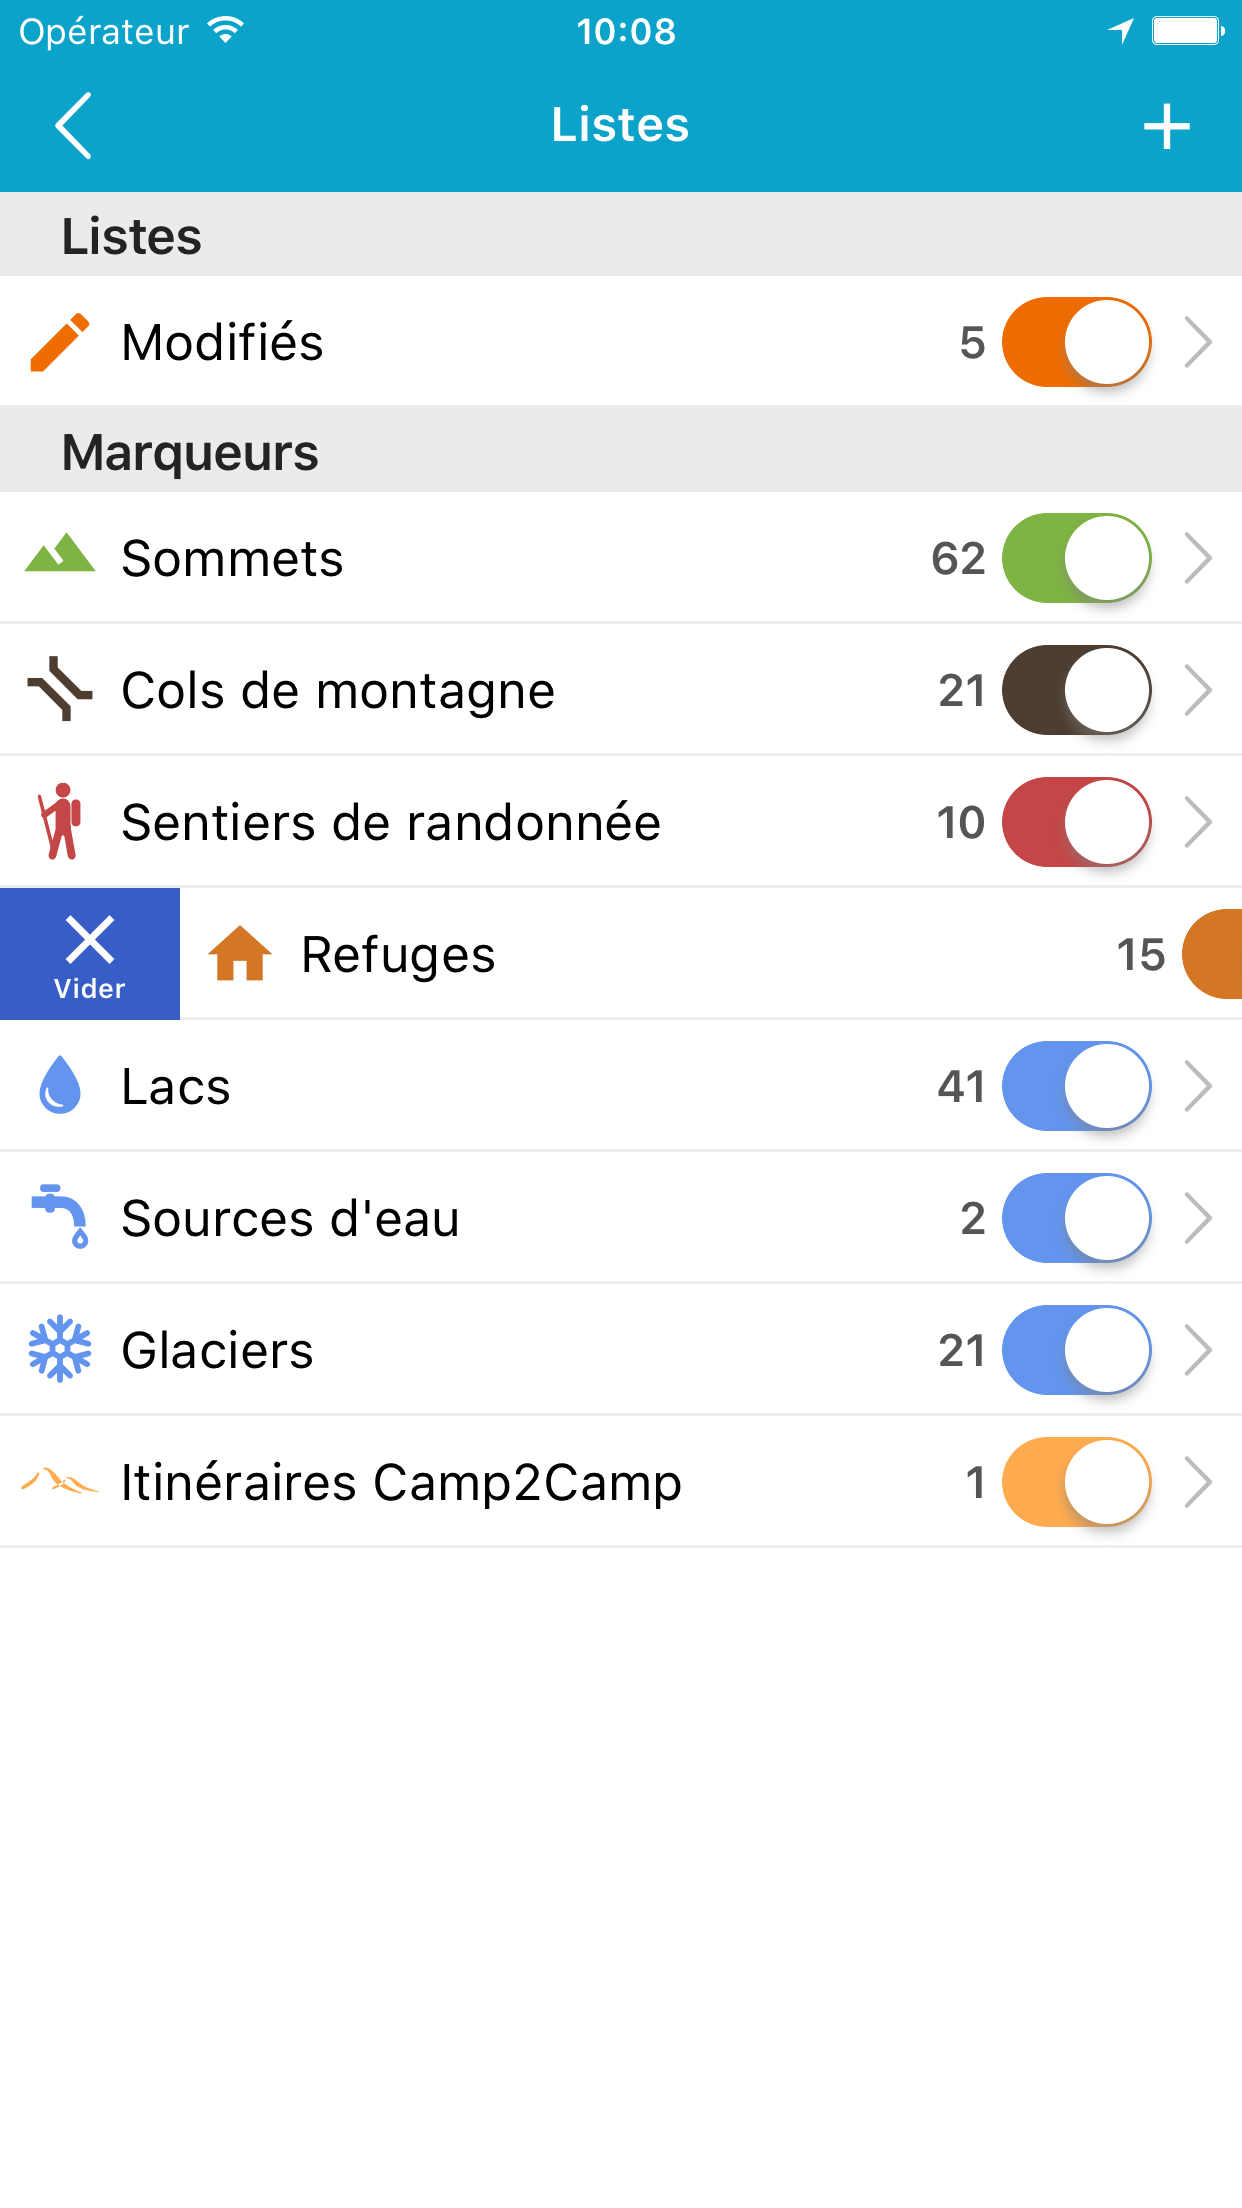 Opérateur 10:08
Listes
Listes
Modifiés 5
Marqueurs
Sommets 62
Cols de montagne 21
Sentiers de randonnée 10
Vider Refuges 15
Lacs 41
Sources d'eau 2
Glaciers 21
Itinéraires Camp2Camp 1